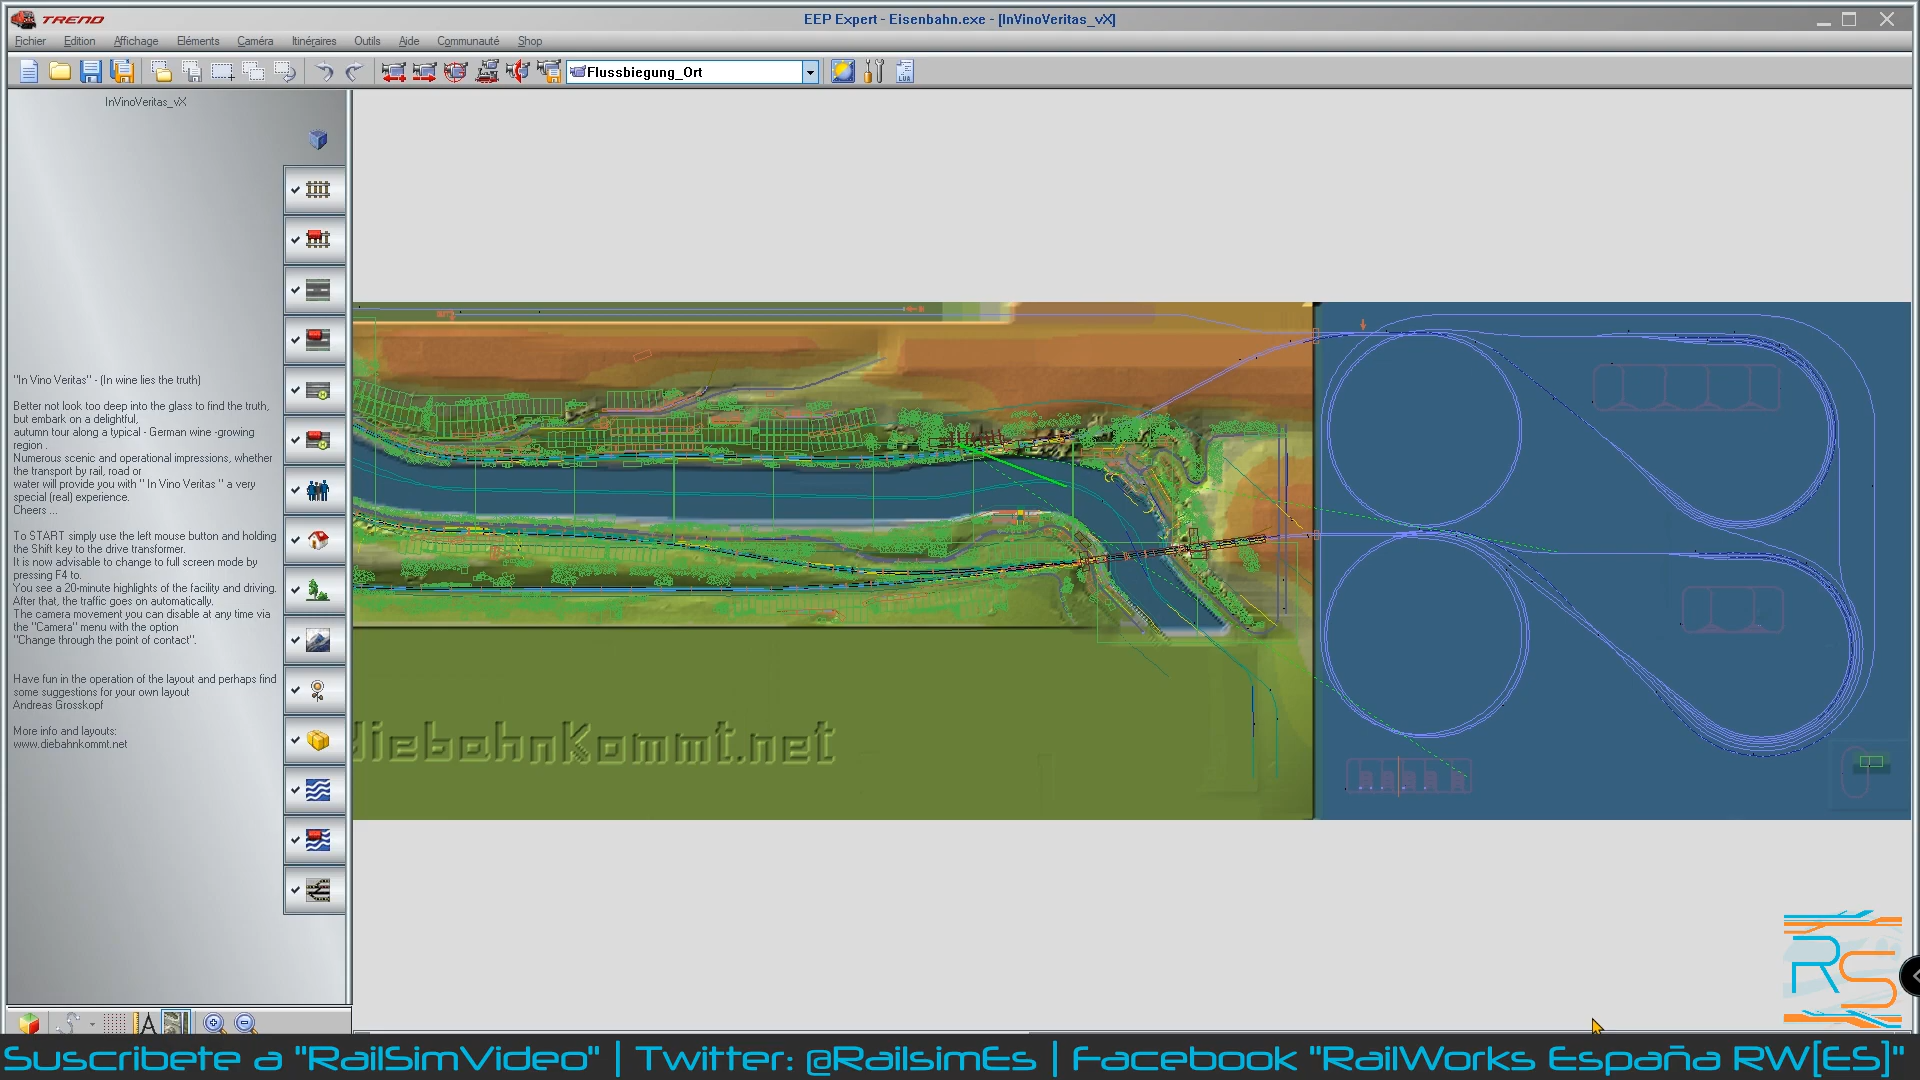 TREND
EEP Expert - Eisenbahn.exe - [InVinoVeritas_vX]
Fichier Edition Affichage Eléments Caméra Itinéraires Outils Aide Communauté Shop
Flussbiegung_Ort
LUA
InVinoVeritas_vX
"In Vino Veritas" - (In wine lies the truth)
Better not look too deep into the glass to find the truth,
but embark on a delightful,
autumn tour along a typical - German wine -growing
region .
Numerous scenic and operational impressions, whether
the transport by rail, road or
water will provide you with " In Vino Veritas " a very
special (real) experience.
Cheers ...
To START simply use the left mouse button and holding
the Shift key to the drive transformer.
It is now advisable to change to full screen mode by
pressing F4 to.
You see a 20-minute highlights of the facility and driving.
After that, the traffic goes on automatically.
The camera movement you can disable at any time via
the "Camera" menu with the option
"Change through the point of contact".
Have fun in the operation of the layout and perhaps find
some suggestions for your own layout
Andreas Grosskopf
More info and layouts:
www.diebahnkommt.net
diebahnkommt.net
RS
Suscribete a "RailSimVideo" | Twitter: @RailsimEs | Facebook "RailWorks España RW[ES]"